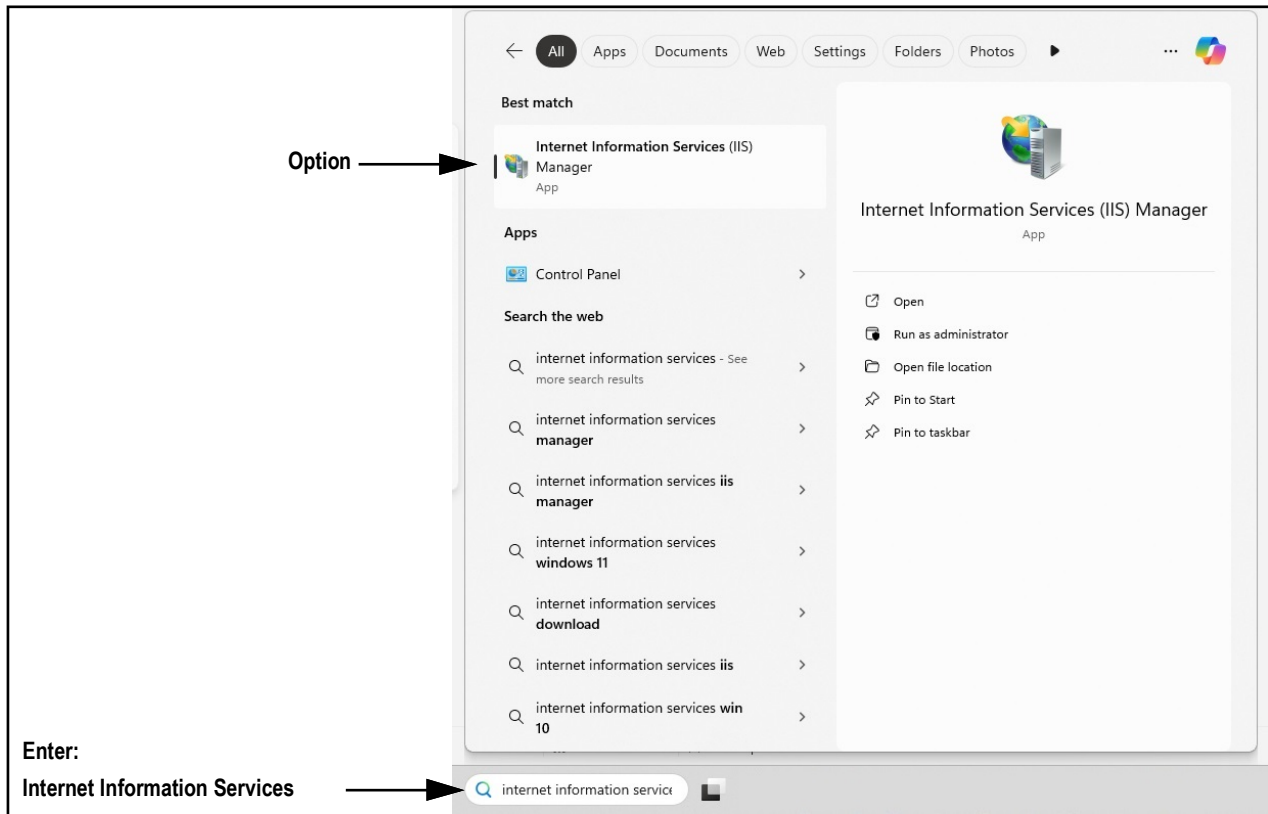 All Apps Documents Web Settings Folders Photos ...
Best match
Option
Internet Information Services (IIS)
Manager
App
Internet Information Services (IIS) Manager
App
Apps
Control Panel
Search the web
internet information services - See
more search results
internet information services
manager
internet information services iis
manager
internet information services
windows 11
internet information services
download
internet information services iis
internet information services win
10
Open
Run as administrator
Open file location
Pin to Start
Pin to taskbar
Enter:
Internet Information Services
internet information service